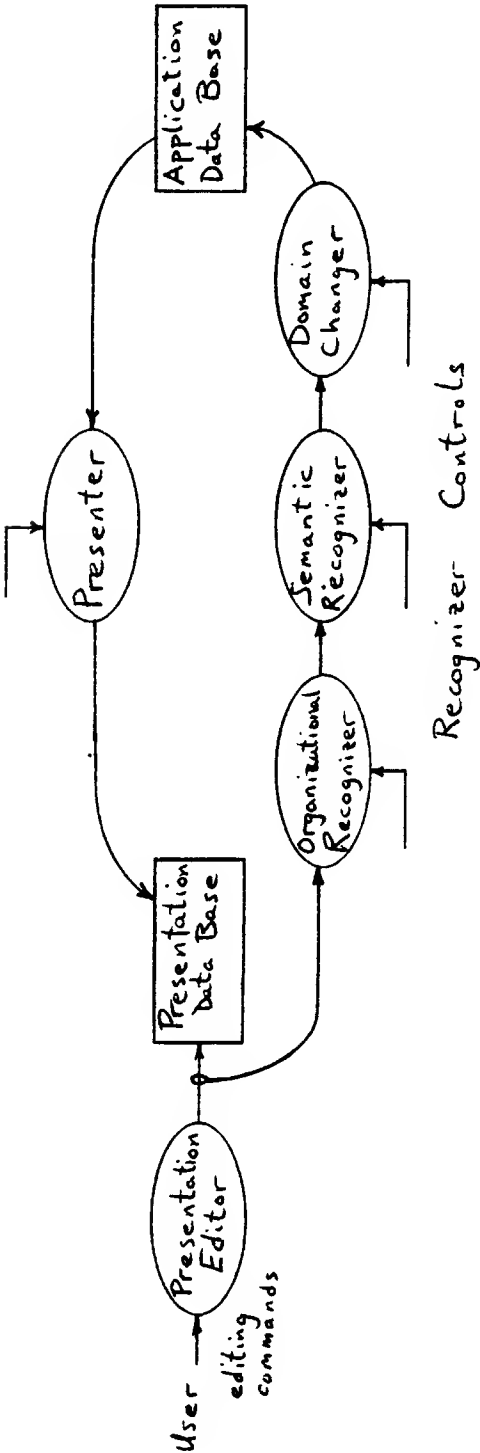 User
editing
commands
Presentation
Editor
Presentation
Data Base
Presenter
Application
Data Base
Organizational
Recognizer
Semantic
Recognizer
Domain
Changer
Recognizer Controls